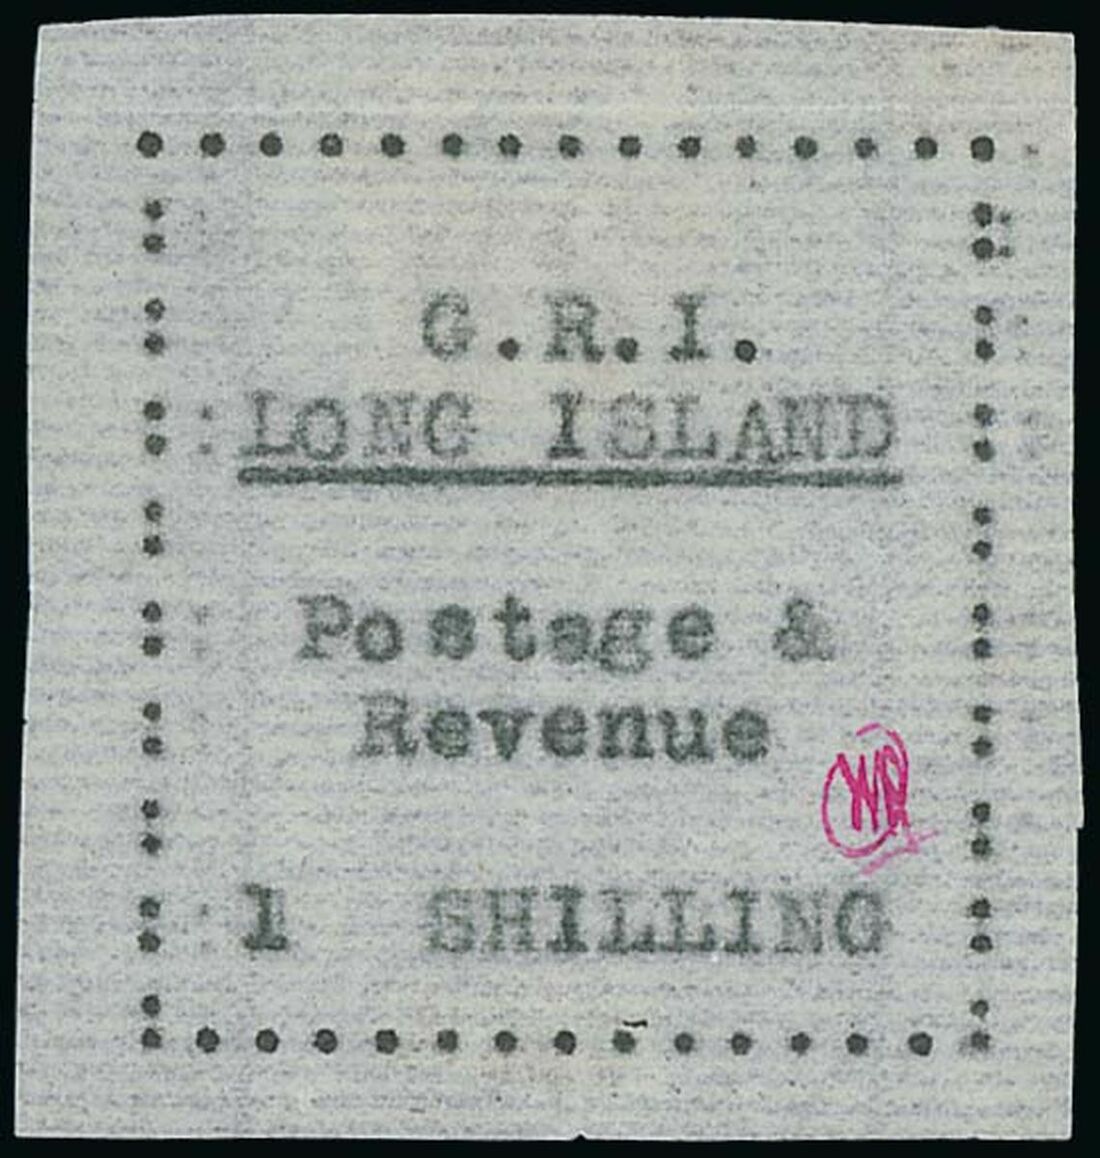 G.R.I.
LONG ISLAND
Postage &
Revenue
1 SHILLING